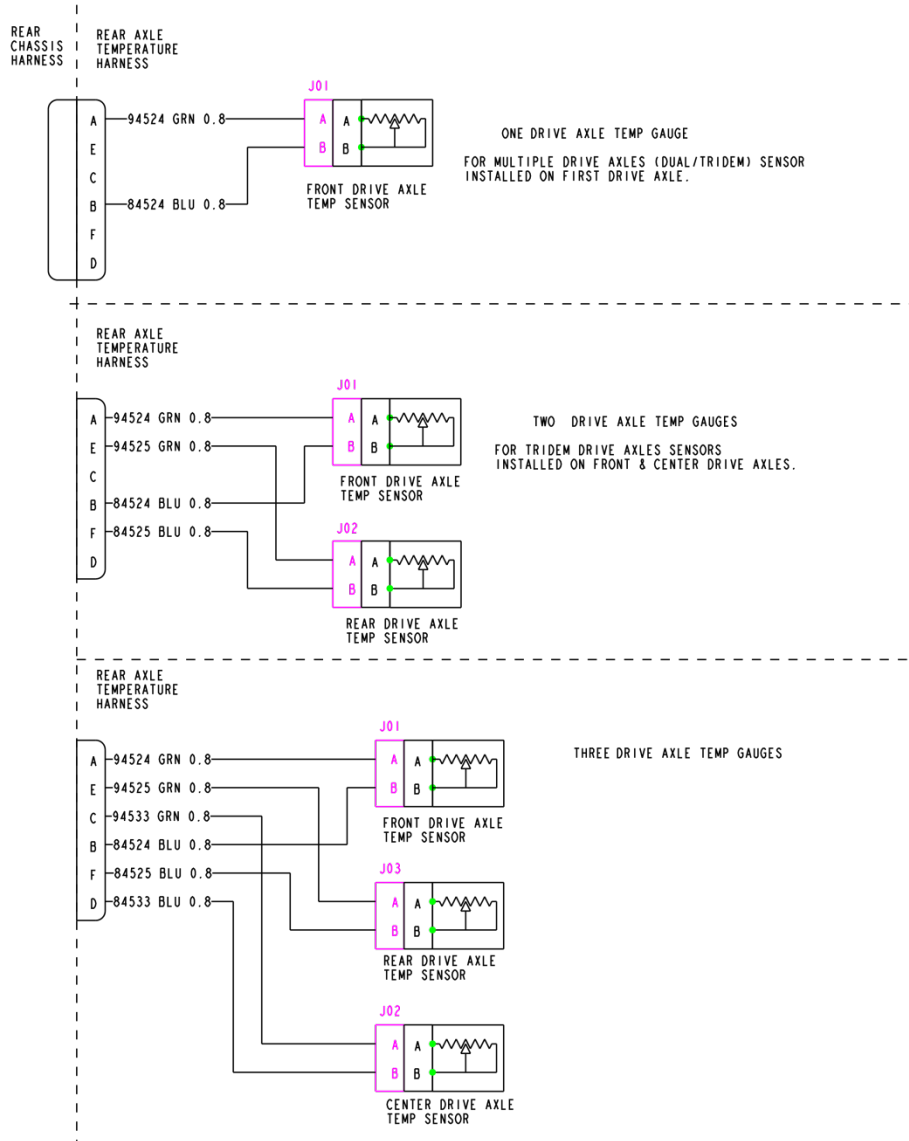 REAR
CHASSIS
HARNESS
REAR AXLE
TEMPERATURE
HARNESS
A
E
C
B
F
D
94524 GRN 0.8
84524 BLU 0.8
J01
A A
B B
FRONT DRIVE AXLE
TEMP SENSOR
ONE DRIVE AXLE TEMP GAUGE
FOR MULTIPLE DRIVE AXLES (DUAL/TRIDEM) SENSOR
INSTALLED ON FIRST DRIVE AXLE.
REAR AXLE
TEMPERATURE
HARNESS
A 94524 GRN 0.8
E 94525 GRN 0.8
C
B 84524 BLU 0.8
F 84525 BLU 0.8
D
J01
A A
B B
FRONT DRIVE AXLE
TEMP SENSOR
J02
A A
B B
REAR DRIVE AXLE
TEMP SENSOR
TWO DRIVE AXLE TEMP GAUGES
FOR TRIDEM DRIVE AXLES SENSORS
INSTALLED ON FRONT & CENTER DRIVE AXLES.
REAR AXLE
TEMPERATURE
HARNESS
A 94524 GRN 0.8
E 94525 GRN 0.8
C 94533 GRN 0.8
B 84524 BLU 0.8
F 84525 BLU 0.8
D 84533 BLU 0.8
J01
A A
B B
FRONT DRIVE AXLE
TEMP SENSOR
J03
A A
B B
REAR DRIVE AXLE
TEMP SENSOR
J02
A A
B B
CENTER DRIVE AXLE
TEMP SENSOR
THREE DRIVE AXLE TEMP GAUGES